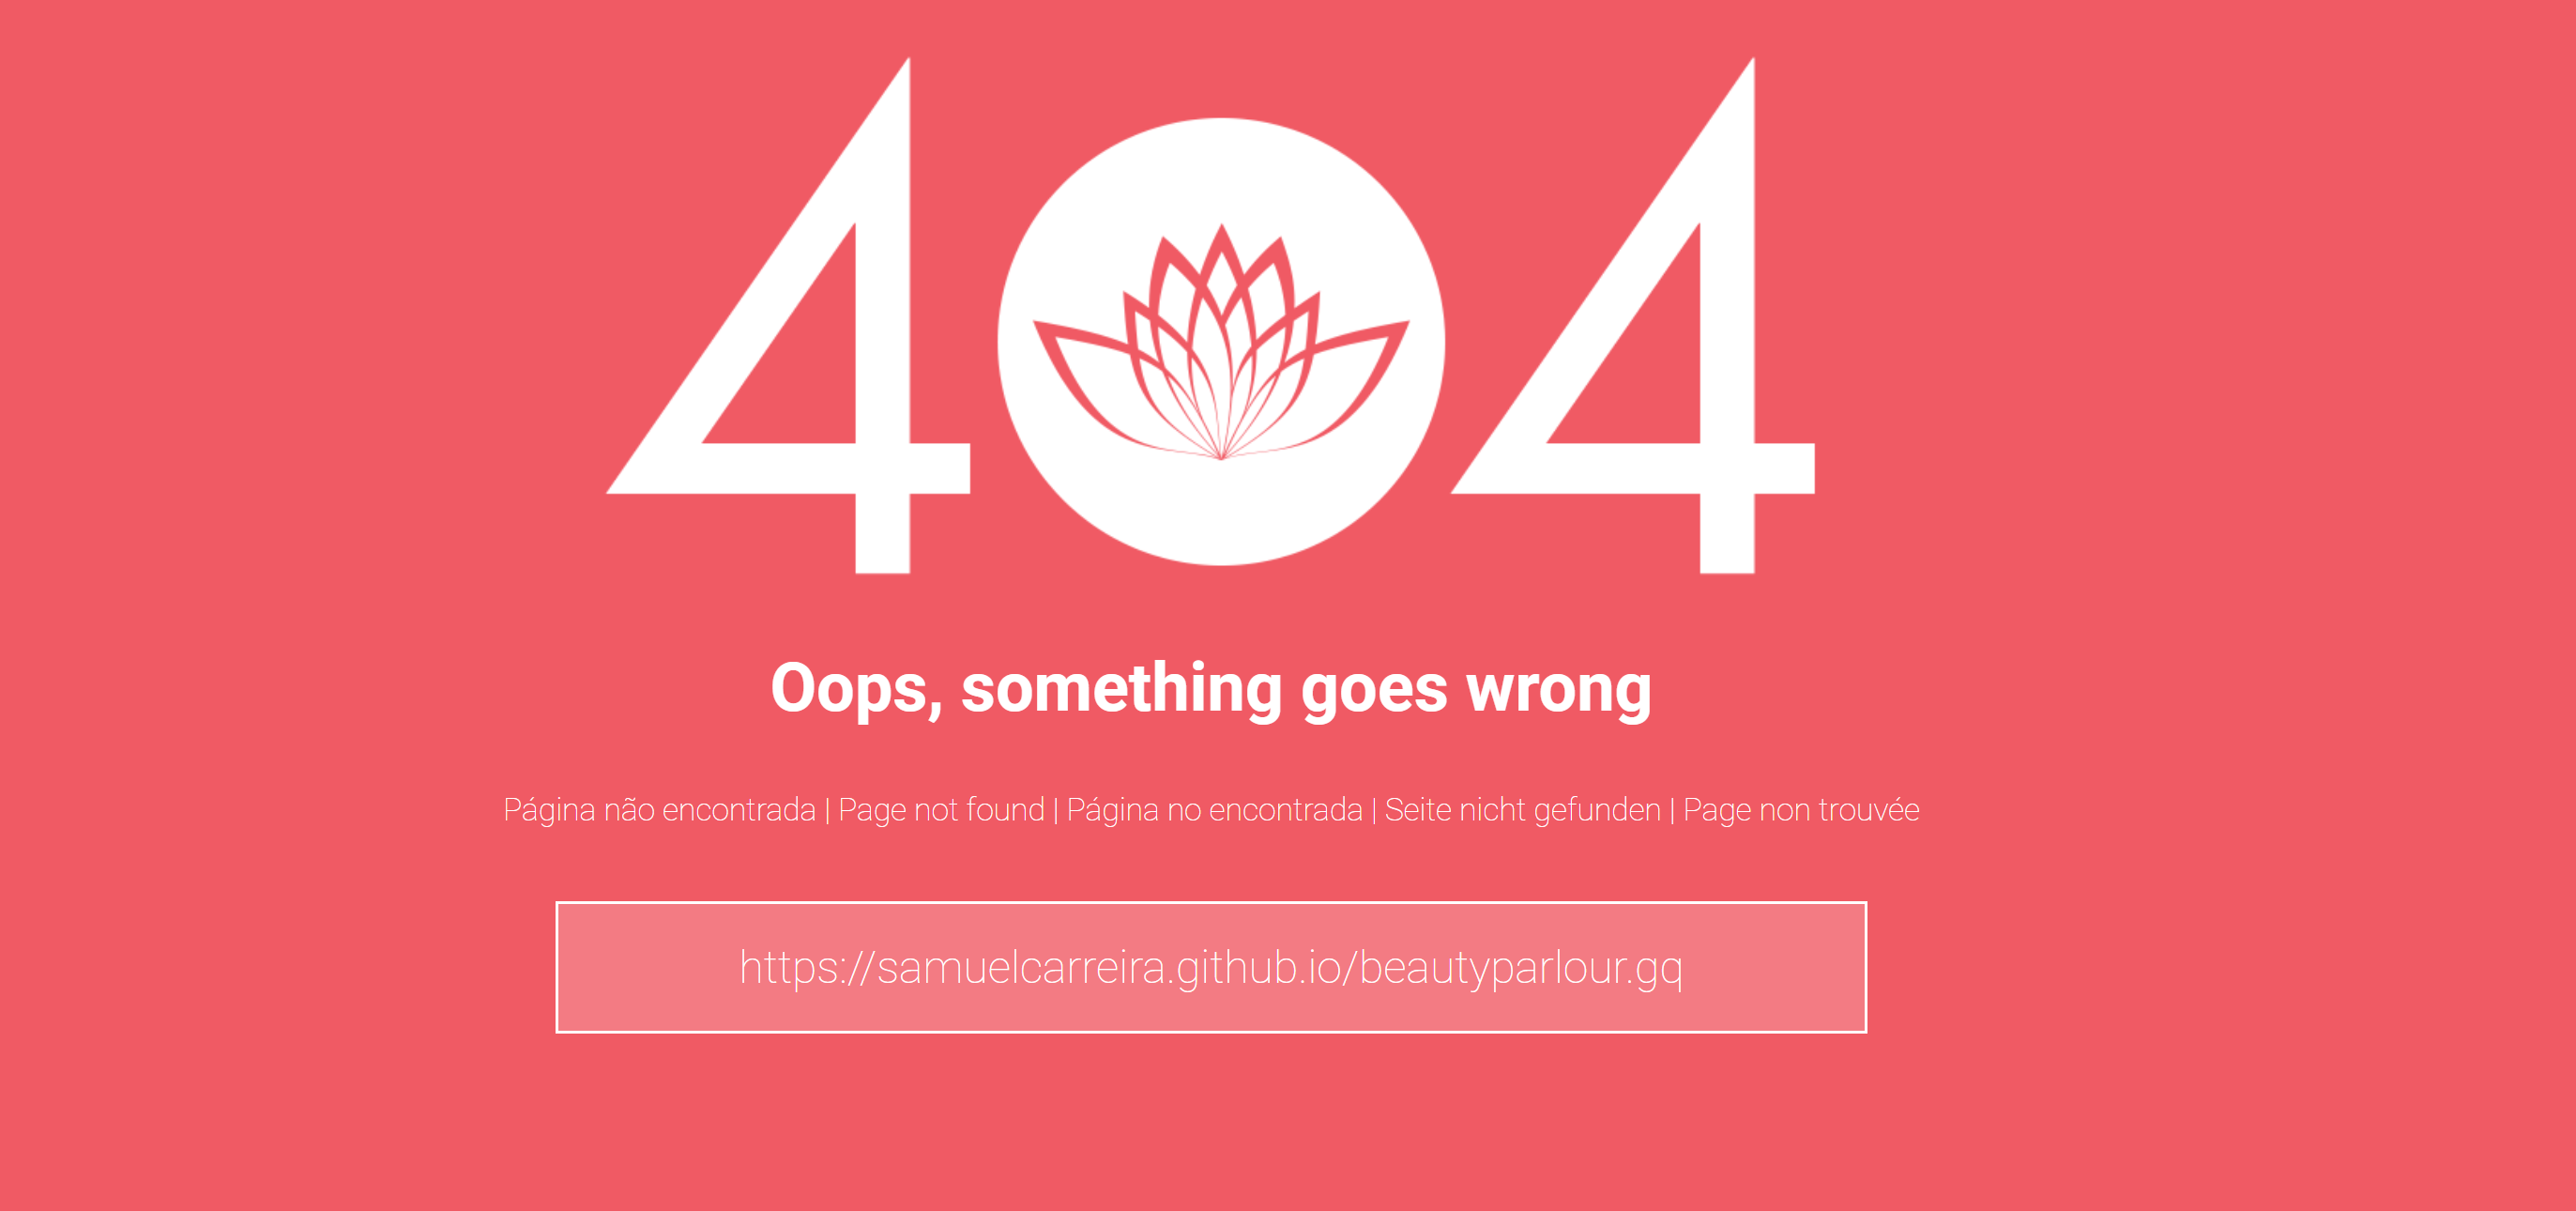 404
Oops, something goes wrong
Página não encontrada | Page not found | Página no encontrada | Seite nicht gefunden | Page non trouvée
https://samuelcarreira.github.io/beautyparlour.gq